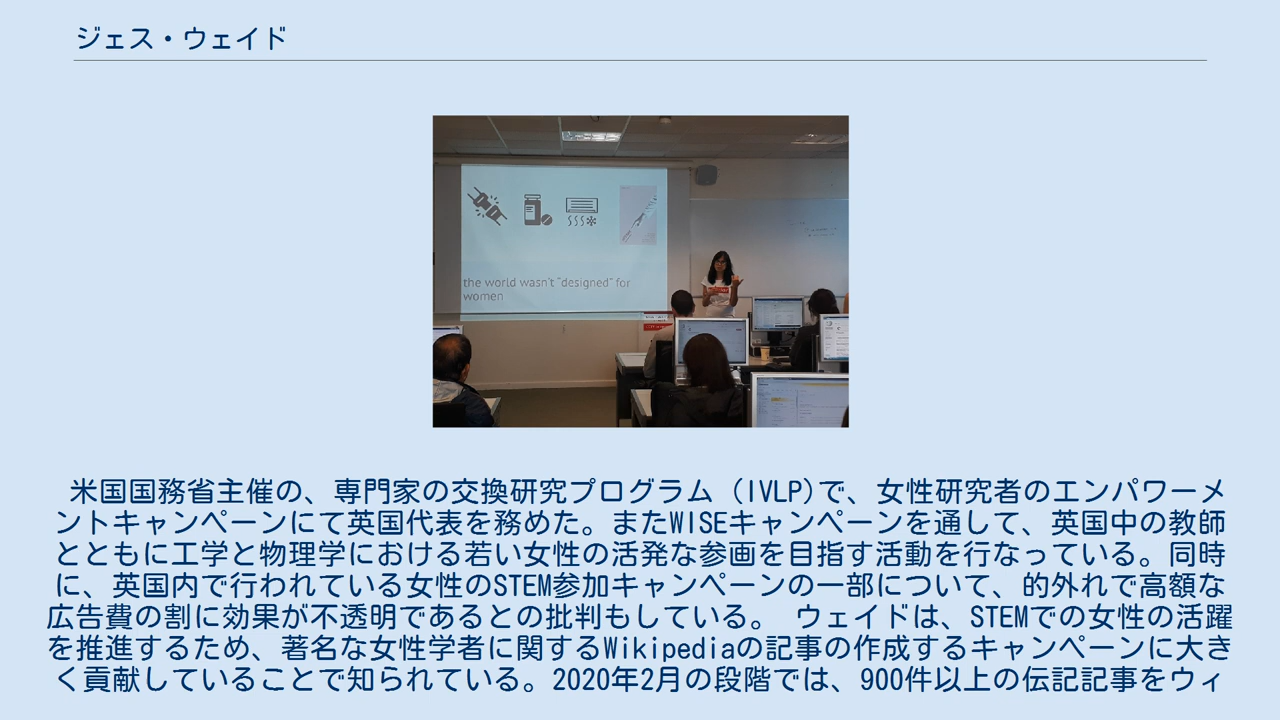 ジェス・ウェイド
the world wasn't "designed" for
women
米国国務省主催の、専門家の交換研究プログラム (IVLP)で、女性研究者のエンパワーメ
ントキャンペーンにて英国代表を務めた。またWISEキャンペーンを通して、英国中の教師
とともに工学と物理学における若い女性の活発な参画を目指す活動を行なっている。同時
に、英国内で行われている女性のSTEM参加キャンペーンの一部について、的外れで高額な
広告費の割に効果が不透明であるとの批判もしている。 ウェイドは、STEMでの女性の活躍
を推進するため、著名な女性学者に関するWikipediaの記事の作成するキャンペーンに大き
く貢献していることで知られている。2020年2月の段階では、900件以上の伝記記事をウィ